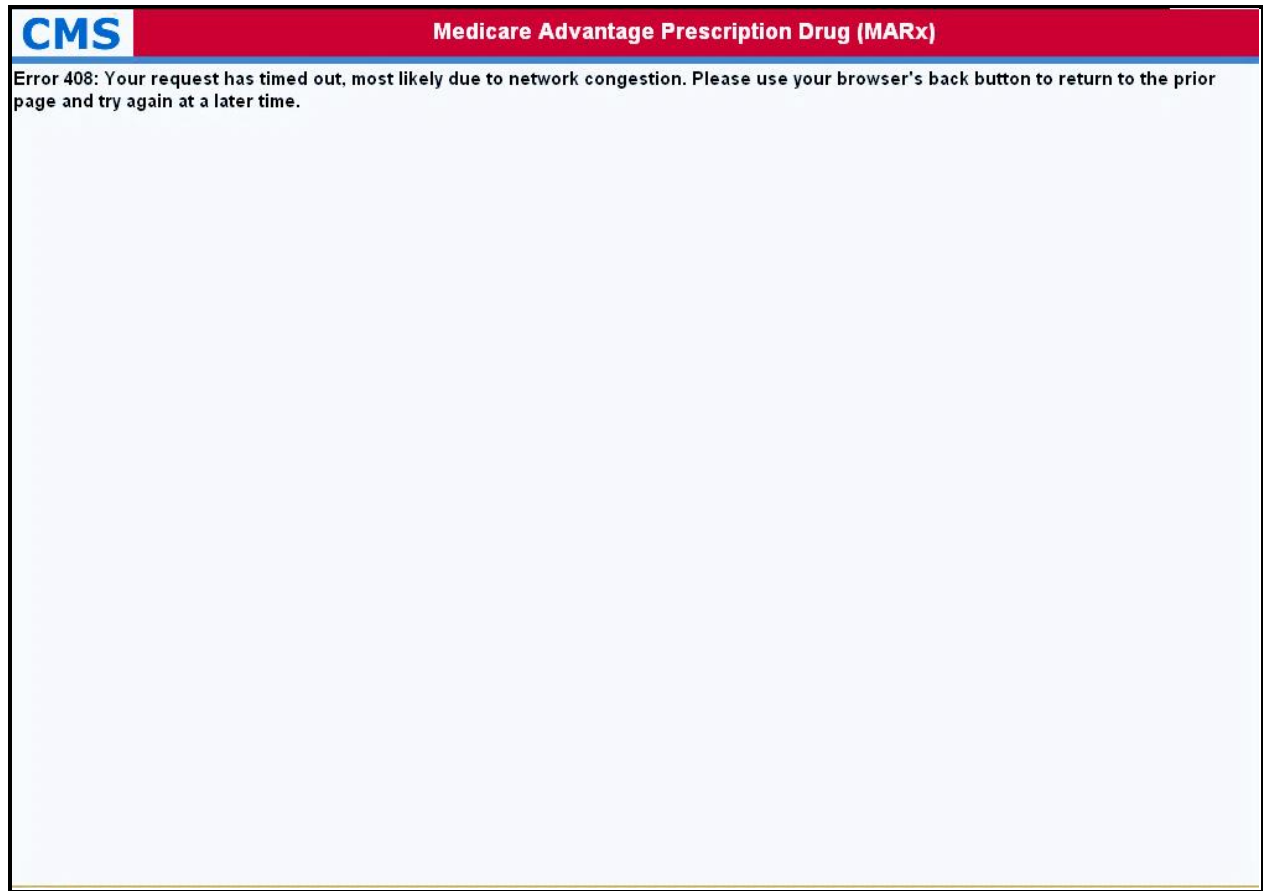 CMS
Medicare Advantage Prescription Drug (MARx)
Error 408: Your request has timed out, most likely due to network congestion. Please use your browser's back button to return to the prior
page and try again at a later time.